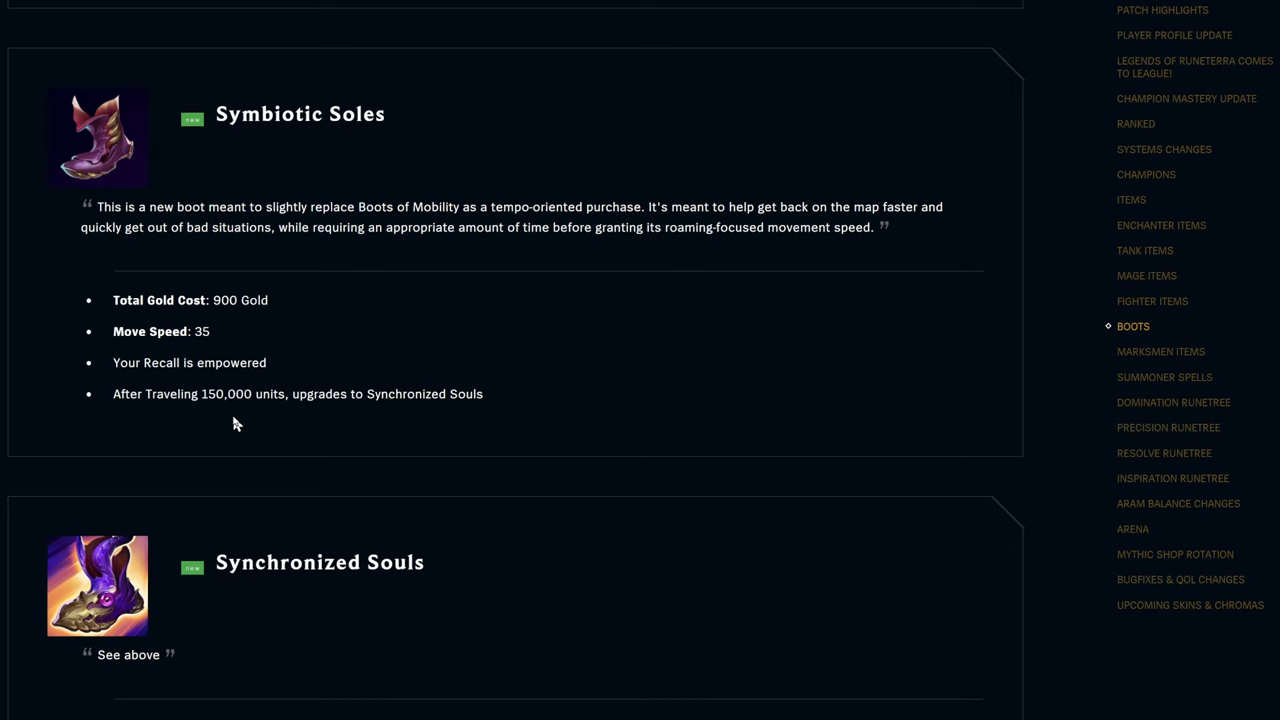 Symbiotic Soles
new
“ This is a new boot meant to slightly replace Boots of Mobility as a tempo-oriented purchase. It's meant to help get back on the map faster and
quickly get out of bad situations, while requiring an appropriate amount of time before granting its roaming-focused movement speed. ”
• Total Gold Cost: 900 Gold
• Move Speed: 35
• Your Recall is empowered
• After Traveling 150,000 units, upgrades to Synchronized Souls
new
Synchronized Souls
“ See above ”
PATCH HIGHLIGHTS
PLAYER PROFILE UPDATE
LEGENDS OF RUNETERRA COMES
TO LEAGUE!
CHAMPION MASTERY UPDATE
RANKED
SYSTEMS CHANGES
CHAMPIONS
ITEMS
ENCHANTER ITEMS
TANK ITEMS
MAGE ITEMS
FIGHTER ITEMS
BOOTS
MARKSMEN ITEMS
SUMMONER SPELLS
DOMINATION RUNETREE
PRECISION RUNETREE
RESOLVE RUNETREE
INSPIRATION RUNETREE
ARAM BALANCE CHANGES
ARENA
MYTHIC SHOP ROTATION
BUGFIXES & QOL CHANGES
UPCOMING SKINS & CHROMAS